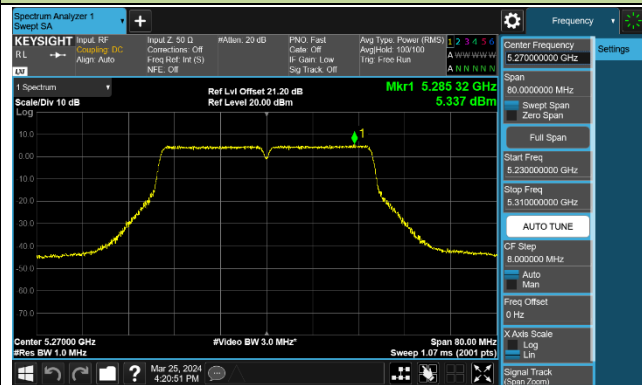 Spectrum Analyzer 1
Swept SA
Frequency
KEYSIGHT
RL
LXI
Input: RF
Coupling: DC
Align: Auto
Input Z: 50 Ω
Corrections: Off
Freq Ref: Int (S)
NFE: Off
#Atten: 20 dB
PNO: Fast
Gate: Off
IF Gain: Low
Sig Track: Off
Avg Type: Power (RMS)
Avg|Hold: 100/100
Trig: Free Run
1 2 3 4 5 6
A W W W W W
A N N N N N
1 Spectrum
Scale/Div 10 dB
Log
Ref Lvl Offset 21.20 dB
Ref Level 20.00 dBm
Mkr1 5.285 32 GHz
5.337 dBm
1
10.0
0.00
-10.0
-20.0
-30.0
-40.0
-50.0
-60.0
-70.0
Center 5.27000 GHz
#Res BW 1.0 MHz
#Video BW 3.0 MHz*
Span 80.00 MHz
Sweep 1.07 ms (2001 pts)
Mar 25, 2024
4:20:51 PM
Center Frequency
5.270000000 GHz
Settings
Span
80.0000000 MHz
Swept Span
Zero Span
Full Span
Start Freq
5.230000000 GHz
Stop Freq
5.310000000 GHz
AUTO TUNE
CF Step
8.000000 MHz
Auto
Man
Freq Offset
0 Hz
X Axis Scale
Log
Lin
Signal Track
(Span Zoom)